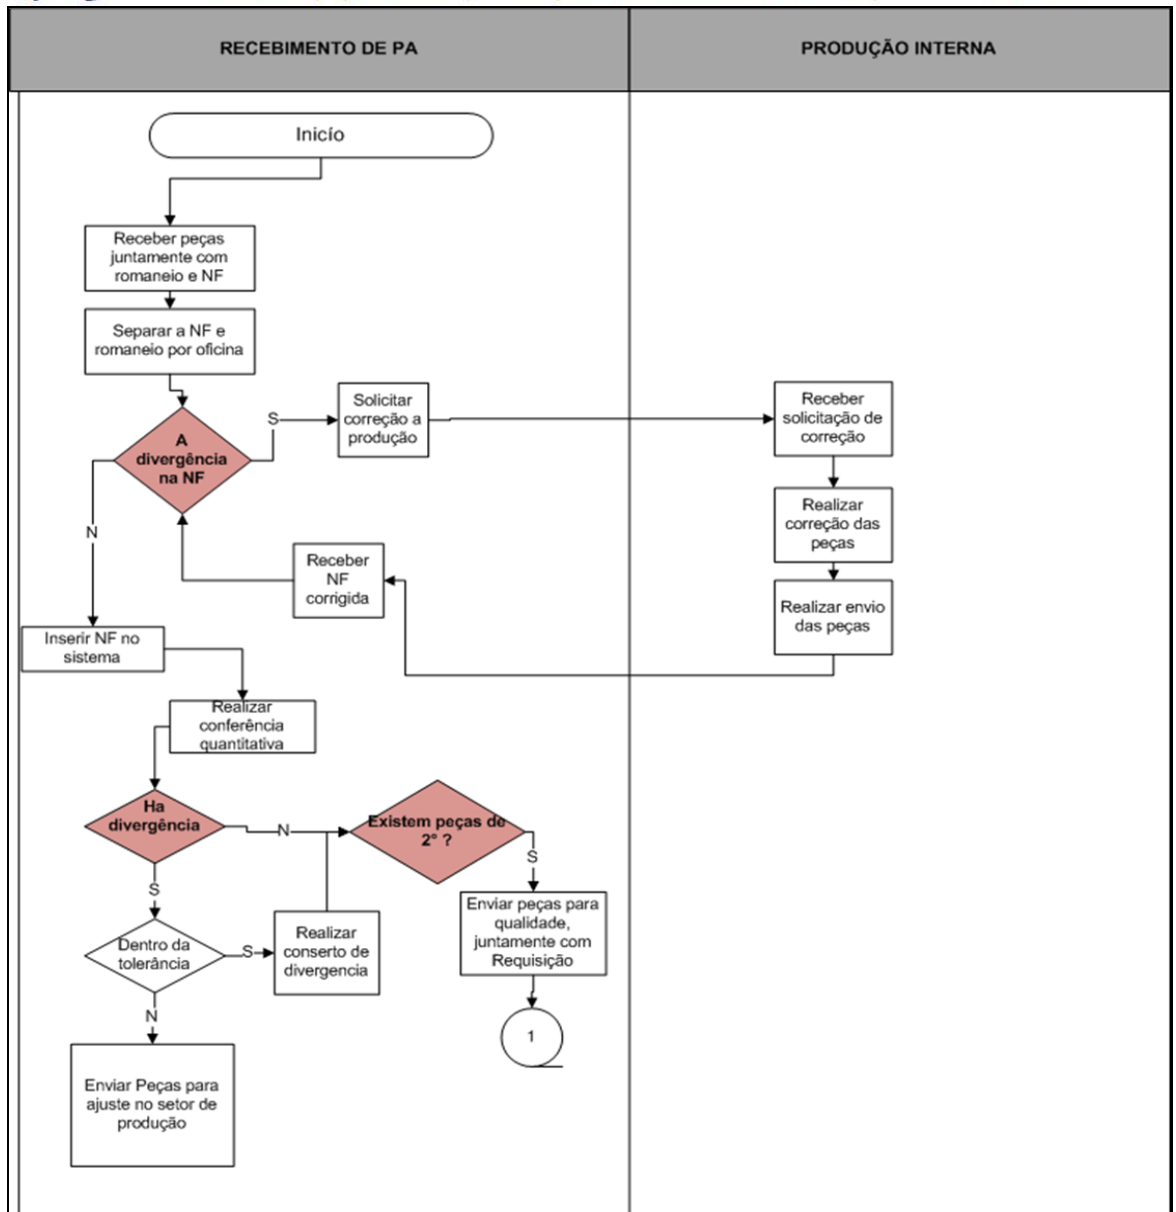 RECEBIMENTO DE PA
PRODUÇÃO INTERNA
Inicío
Receber peças
juntamente com
romaneio e NF
Separar a NF e
romaneio por oficina
A
divergência
na NF
S
Solicitar
correção a
produção
Receber
solicitação de
correção
N
Realizar
correção das
peças
Receber
NF
corrigida
Realizar envio
das peças
Inserir NF no
sistema
Realizar
conferência
quantitativa
Ha
divergência
N
Existem peças de
2° ?
S
S
Enviar peças para
qualidade,
juntamente com
Requisição
Dentro da
tolerância
S
Realizar
conserto de
divergencia
N
1
Enviar Peças para
ajuste no setor de
produção